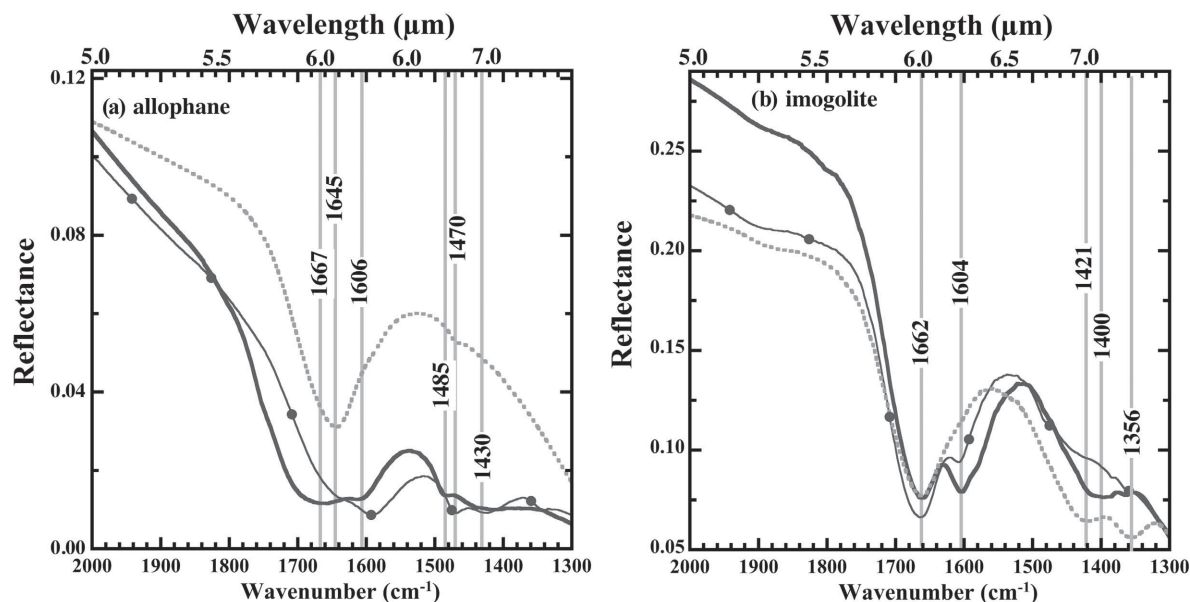 Wavelength (µm)
5.0 5.5 6.0 6.0 7.0
0.12
(a) allophane
0.08
0.04
0.00
Reflectance
1667
1645
1606
1485
1470
1430
2000 1900 1800 1700 1600 1500 1400 1300
Wavenumber (cm⁻¹)
Wavelength (µm)
5.0 5.5 6.0 6.5 7.0
(b) imogolite
0.25
0.20
0.15
0.10
0.05
Reflectance
1662
1604
1421
1400
1356
2000 1900 1800 1700 1600 1500 1400 1300
Wavenumber (cm⁻¹)